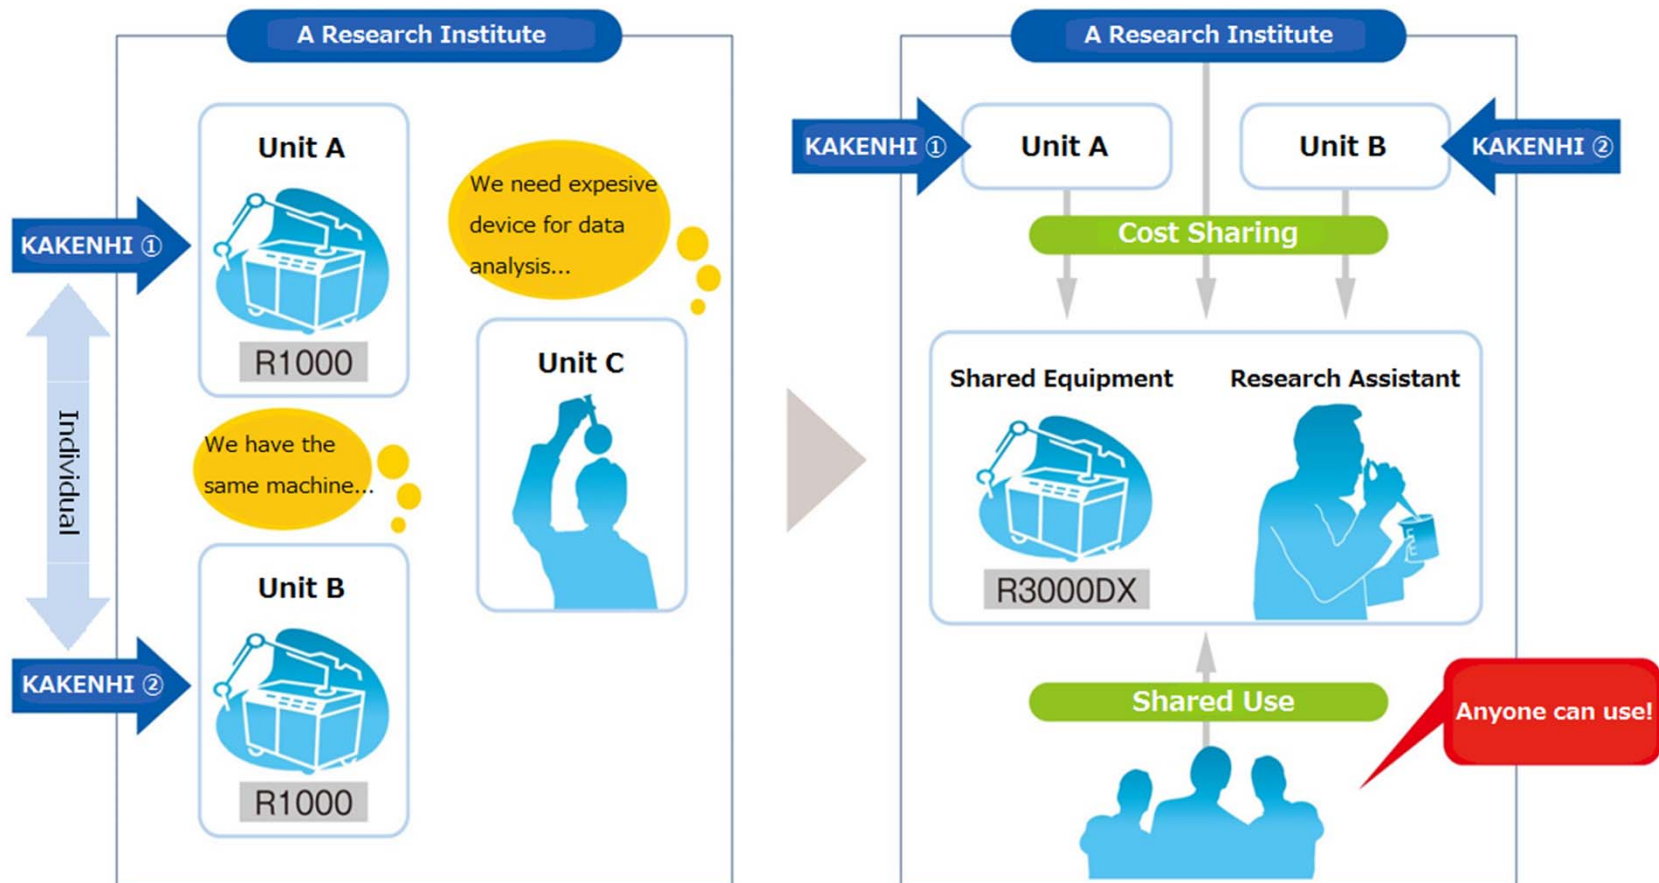 A Research Institute
Unit A
KAKENHI ①
R1000
We need expesive
device for data
analysis...
Unit C
Individual
We have the
same machine...
Unit B
KAKENHI ②
R1000
A Research Institute
KAKENHI ①
Unit A
Unit B
KAKENHI ②
Cost Sharing
Shared Equipment
Research Assistant
R3000DX
Shared Use
Anyone can use!